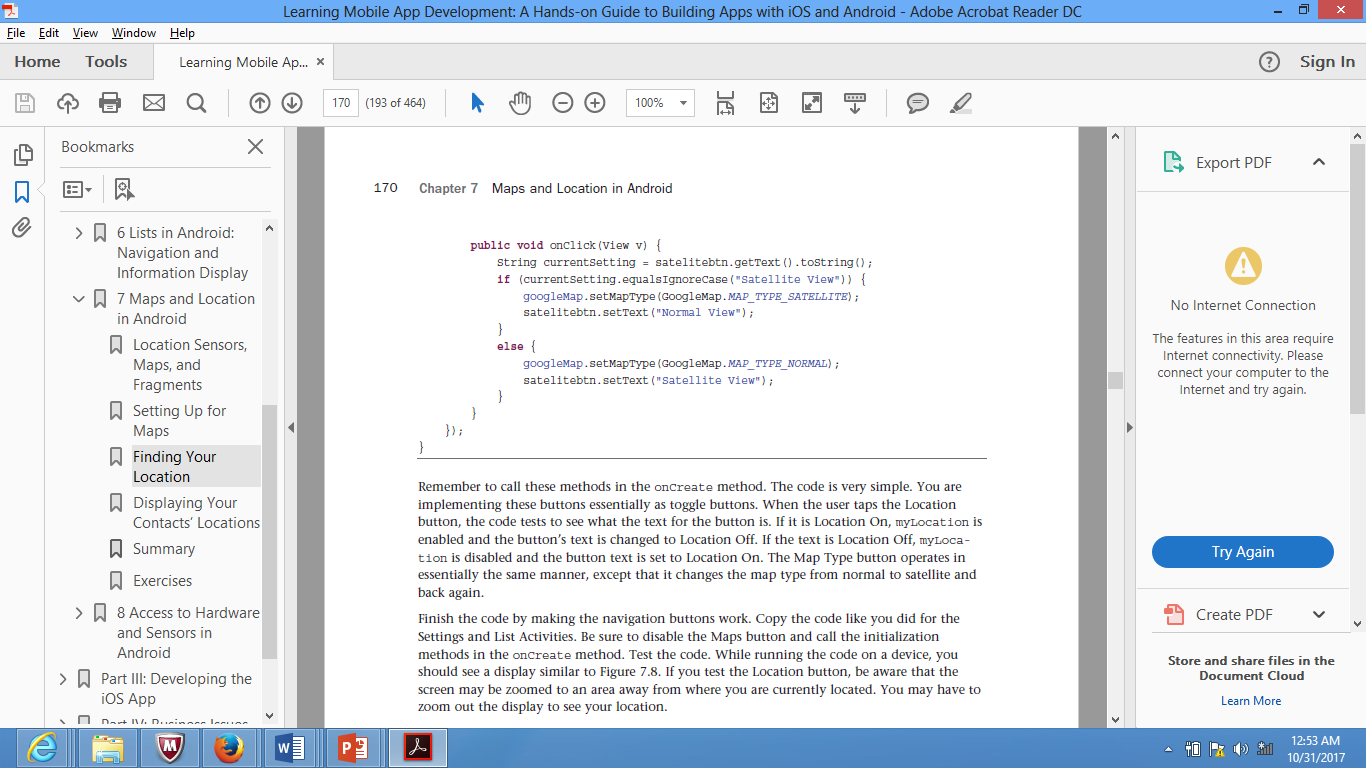 Learning Mobile App Development: A Hands-on Guide to Building Apps with iOS and Android - Adobe Acrobat Reader DC
File Edit View Window Help
Home Tools Learning Mobile Ap... × Sign In
170 (193 of 464) 100%
Bookmarks
6 Lists in Android:
Navigation and
Information Display
7 Maps and Location
in Android
Location Sensors,
Maps, and
Fragments
Setting Up for
Maps
Finding Your
Location
Displaying Your
Contacts’ Locations
Summary
Exercises
8 Access to Hardware
and Sensors in
Android
Part III: Developing the
iOS App
Part IV: Business Issues
170 Chapter 7 Maps and Location in Android
public void onClick(View v) {
String currentSetting = satelitebtn.getText().toString();
if (currentSetting.equalsIgnoreCase("Satellite View")) {
googleMap.setMapType(GoogleMap.MAP_TYPE_SATELLITE);
satelitebtn.setText("Normal View");
}
else {
googleMap.setMapType(GoogleMap.MAP_TYPE_NORMAL);
satelitebtn.setText("Satellite View");
}
}
});
}
Remember to call these methods in the onCreate method. The code is very simple. You are
implementing these buttons essentially as toggle buttons. When the user taps the Location
button, the code tests to see what the text for the button is. If it is Location On, myLocation is
enabled and the button’s text is changed to Location Off. If the text is Location Off, myLoca-
tion is disabled and the button text is set to Location On. The Map Type button operates in
essentially the same manner, except that it changes the map type from normal to satellite and
back again.
Finish the code by making the navigation buttons work. Copy the code like you did for the
Settings and List Activities. Be sure to disable the Maps button and call the initialization
methods in the onCreate method. Test the code. While running the code on a device, you
should see a display similar to Figure 7.8. If you test the Location button, be aware that the
screen may be zoomed to an area away from where you are currently located. You may have to
zoom out the display to see your location.
Export PDF
No Internet Connection
The features in this area require
Internet connectivity. Please
connect your computer to the
Internet and try again.
Try Again
Create PDF
Store and share files in the
Document Cloud
Learn More
12:53 AM
10/31/2017